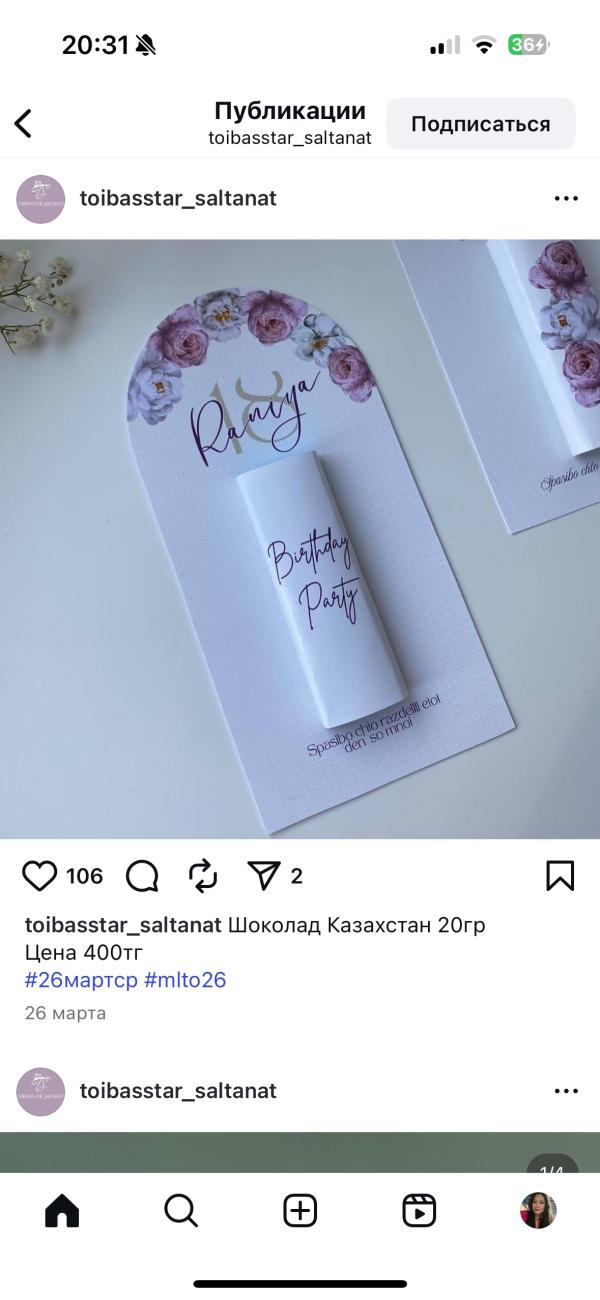 20:31
36
Публикации
toibasstar_saltanat
Подписаться
toibasstar_saltanat
18
Raniya
Birthday
Party
Spasibo chto razdelili etot
den so mnoi
Spasibo chto
106
2
toibasstar_saltanat Шоколад Казахстан 20гр
Цена 400тг
#26мартср #mlto26
26 марта
toibasstar_saltanat
1/4